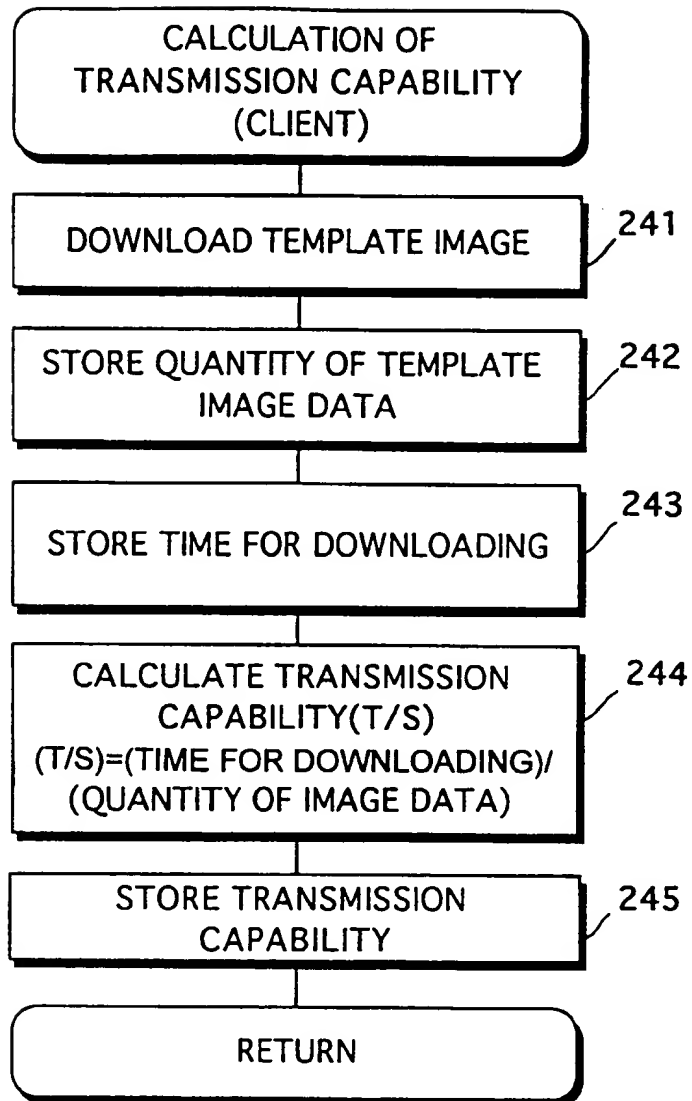 CALCULATION OF
TRANSMISSION CAPABILITY
(CLIENT)
DOWNLOAD TEMPLATE IMAGE
241
STORE QUANTITY OF TEMPLATE
IMAGE DATA
242
STORE TIME FOR DOWNLOADING
243
CALCULATE TRANSMISSION
CAPABILITY(T/S)
(T/S)=(TIME FOR DOWNLOADING)/
(QUANTITY OF IMAGE DATA)
244
STORE TRANSMISSION
CAPABILITY
245
RETURN